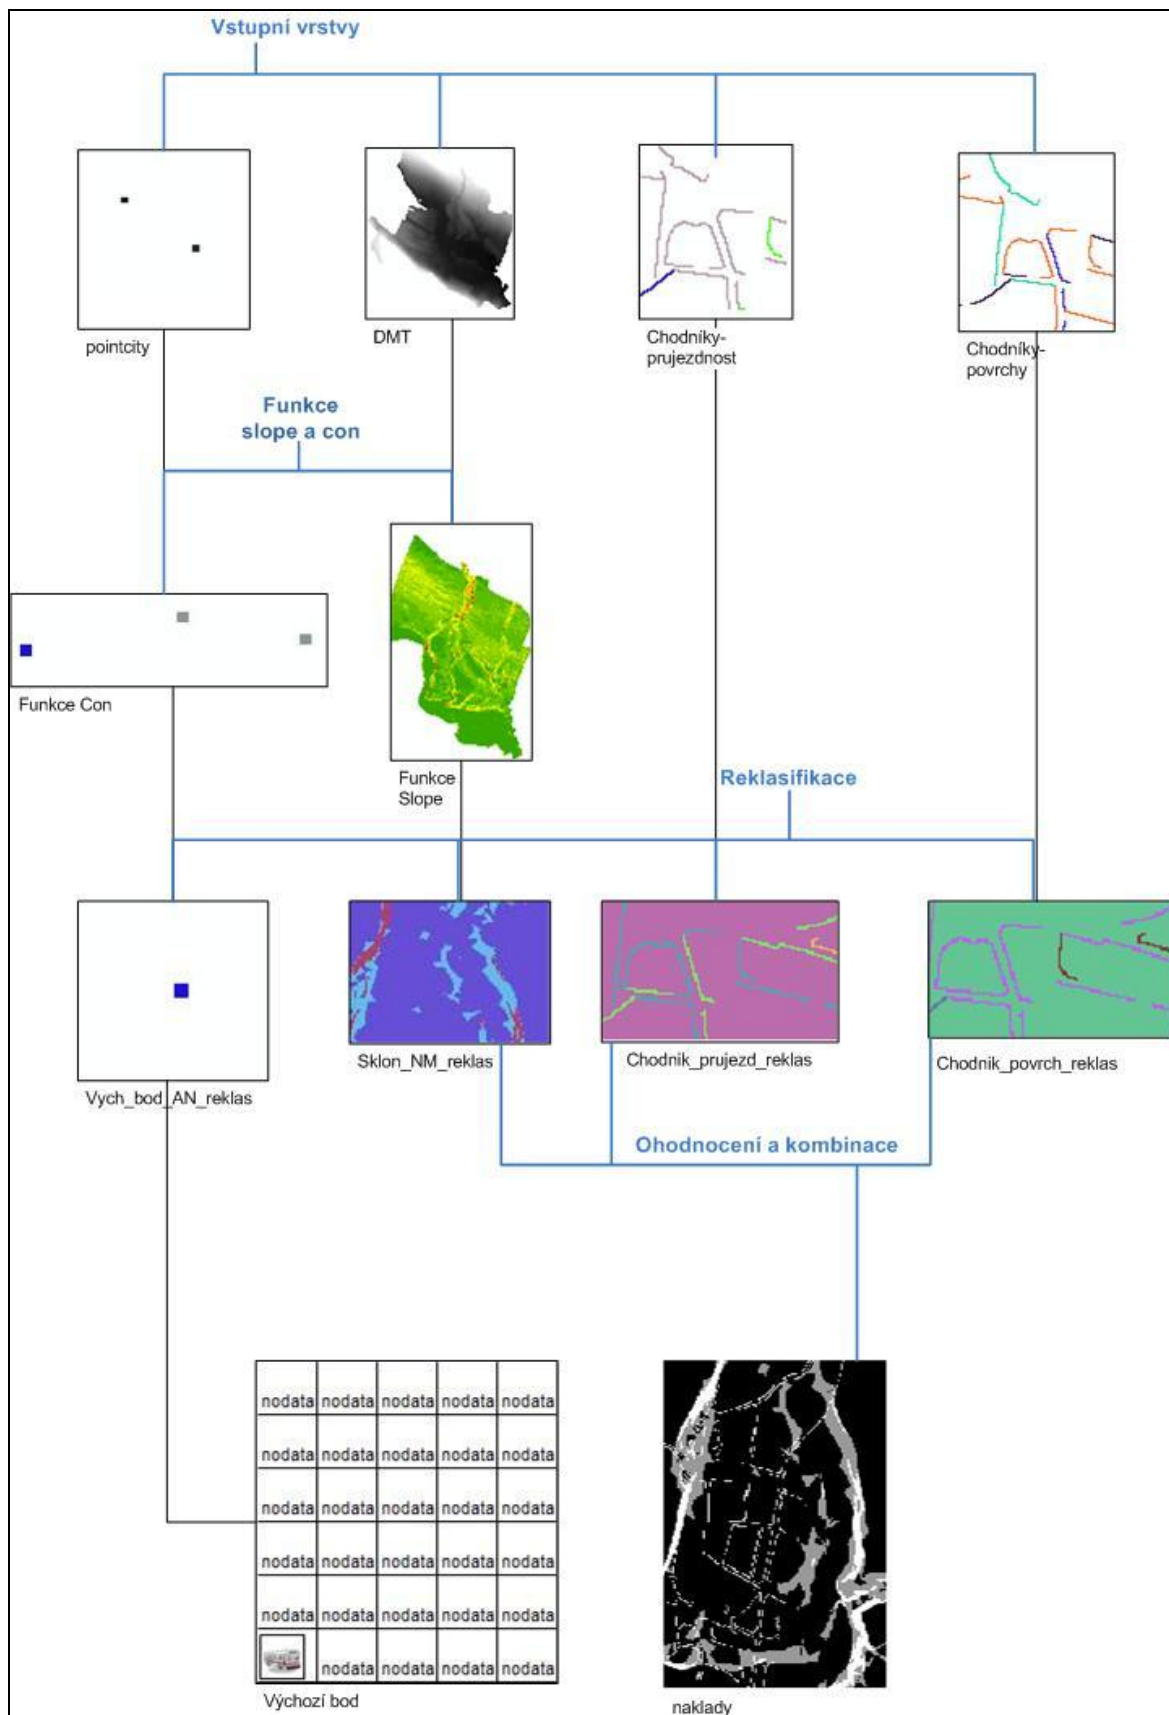 Vstupní vrstvy
pointcity
DMT
Chodníky-
prujezdnost
Chodníky-
povrchy
Funkce
slope a con
Funkce Con
Funkce
Slope
Reklasifikace
Vych_bod_AN_reklas
Sklon_NM_reklas
Chodnik_prujezd_reklas
Chodnik_povrch_reklas
Ohodnocení a kombinace
nodata nodata nodata nodata nodata
nodata nodata nodata nodata nodata
nodata nodata nodata nodata nodata
nodata nodata nodata nodata nodata
nodata nodata nodata nodata nodata
nodata nodata nodata nodata
Výchozí bod
naklady